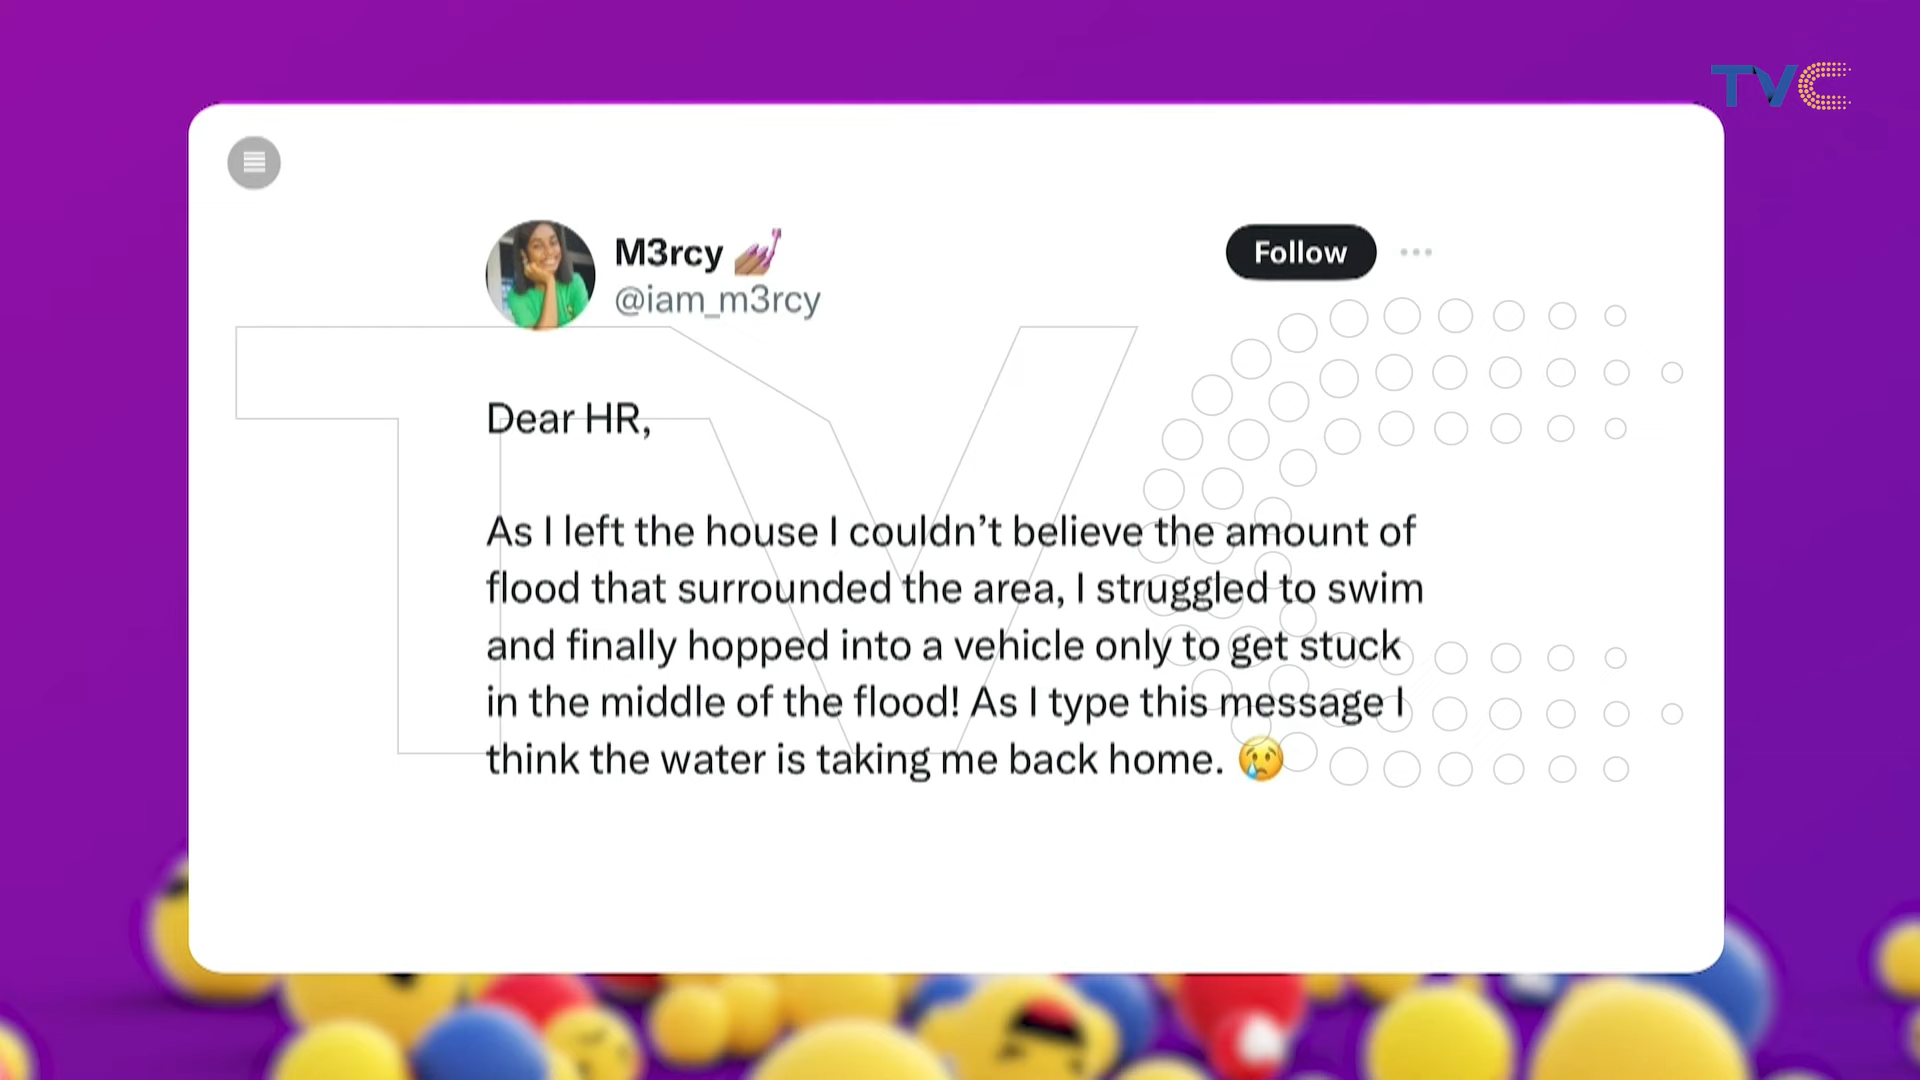 TVC
M3rcy 💅🏽
@iam_m3rcy
Follow
Dear HR,
As I left the house I couldn’t believe the amount of
flood that surrounded the area, I struggled to swim
and finally hopped into a vehicle only to get stuck
in the middle of the flood! As I type this message I
think the water is taking me back home. 😢